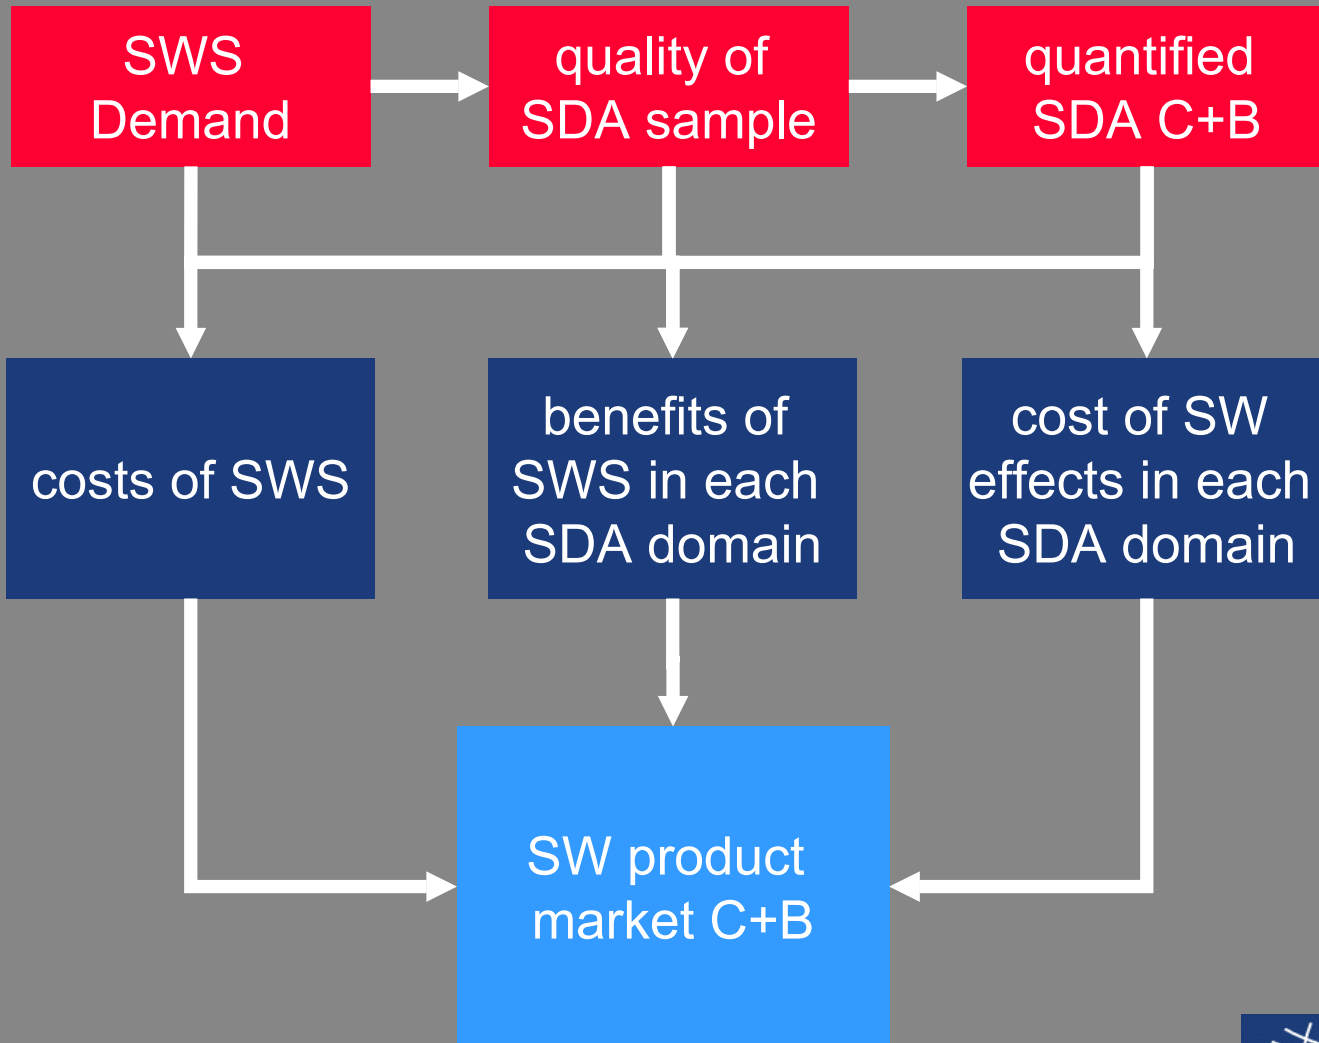 SWS
Demand
quality of
SDA sample
quantified
SDA C+B
costs of SWS
benefits of
SWS in each
SDA domain
cost of SW
effects in each
SDA domain
SW product
market C+B